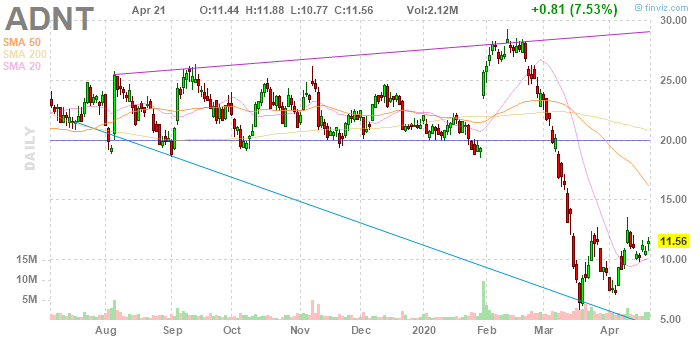 ADNT
Apr 21 O:11.44 H:11.88 L:10.77 C:11.56 Vol:2.12M +0.81 (7.53%)
© finviz.com
SMA 50
SMA 200
SMA 20
DAILY
30.00
25.00
20.00
15.00
11.56
10.00
5.00
15M
10M
5M
Aug Sep Oct Nov Dec 2020 Feb Mar Apr